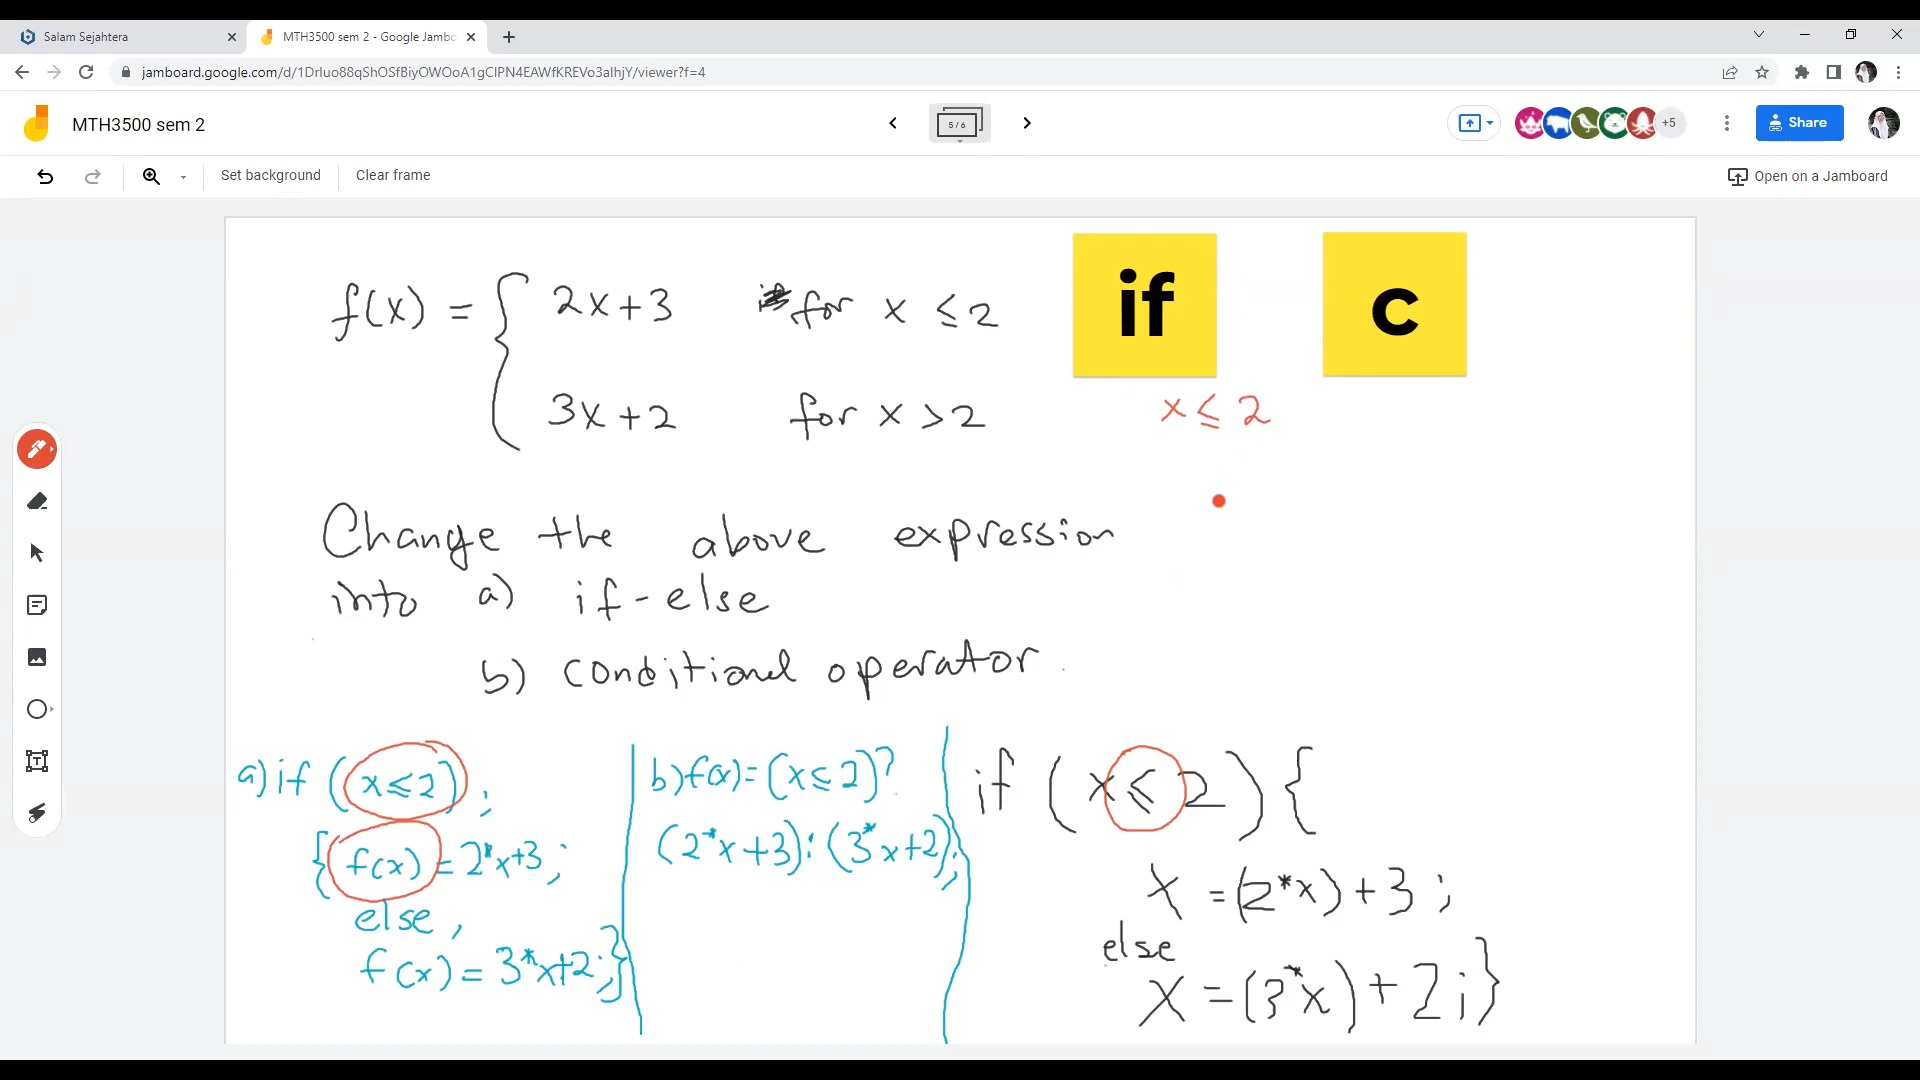 Salam Sejahtera
MTH3500 sem 2 - Google Jambo
jamboard.google.com/d/1DrIuo88qShOSfBiyOWOoA1gClPN4EAWfKREVo3alhjY/viewer?f=4
MTH3500 sem 2
5 / 6
+5
Share
Set background
Clear frame
Open on a Jamboard
f(x) = { 2x+3 for x ≤ 2
3x+2 for x > 2
if
c
x ≤ 2
Change the above expression
into a) if-else
b) conditional operator
a) if (x ≤ 2) ;
{ f(x) = 2*x+3 ;
else ,
f(x) = 3*x+2 ; }
b) f(x) = (x ≤ 2)?
(2*x+3) : (3*x+2) ;
if (x ≤ 2) {
X = (2*x) + 3 ;
else
X = (3*x) + 2 ; }